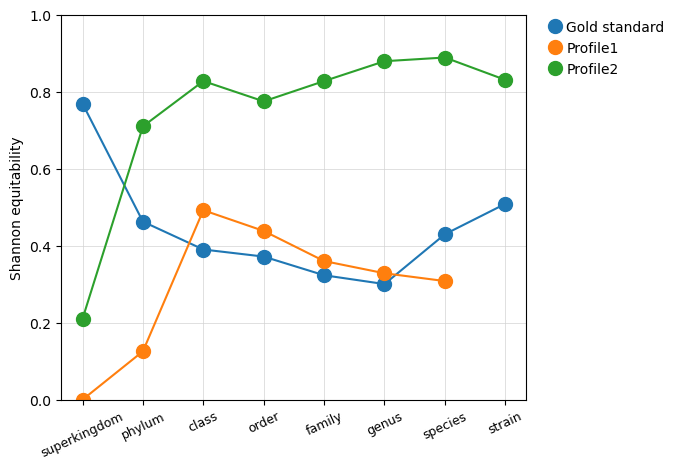 Gold standard
Profile1
Profile2
Shannon equitability
1.0
0.8
0.6
0.4
0.2
0.0
superkingdom
phylum
class
order
family
genus
species
strain